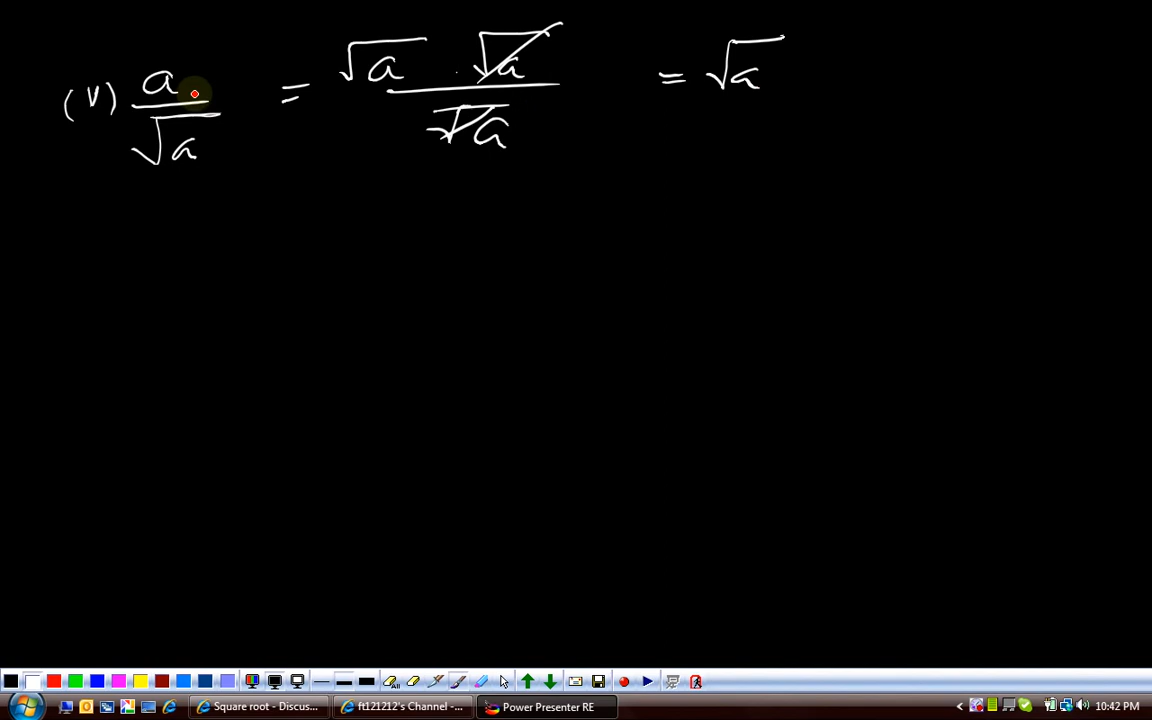 (V) a/√a = √a · √a / √a = √a
Square root - Discus... ft121212's Channel -... Power Presenter RE 10:42 PM